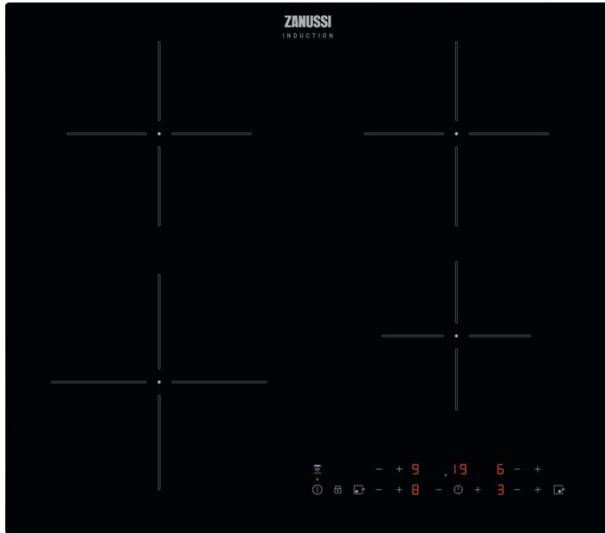 ZANUSSI
INDUCTION
− + 9 .19 6 − +
− + 8 − + 3 − +